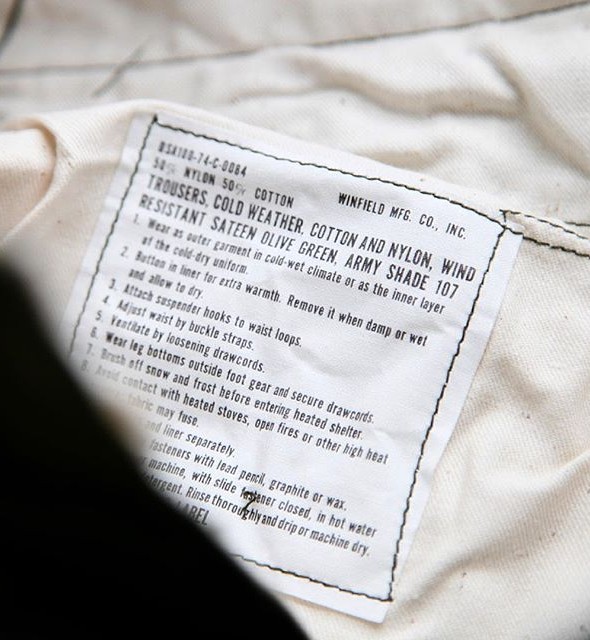 DSA100-74-C-0064
50% NYLON 50% COTTON WINFIELD MFG. CO., INC.
TROUSERS, COLD WEATHER, COTTON AND NYLON, WIND
RESISTANT SATEEN OLIVE GREEN, ARMY SHADE 107
1. Wear as outer garment in cold-wet climate or as the inner layer
of the cold-dry uniform.
2. Button in liner for extra warmth. Remove it when damp or wet
and allow to dry.
3. Attach suspender hooks to waist loops.
4. Adjust waist by buckle straps.
5. Ventilate by loosening drawcords.
6. Wear leg bottoms outside foot gear and secure drawcords.
7. Brush off snow and frost before entering heated shelter.
8. Avoid contact with heated stoves, open fires or other high heat
fabric may fuse.
and liner separately.
fasteners with lead pencil, graphite or wax.
machine, with slide fastener closed, in hot water
detergent. Rinse thoroughly and drip or machine dry.
LABEL